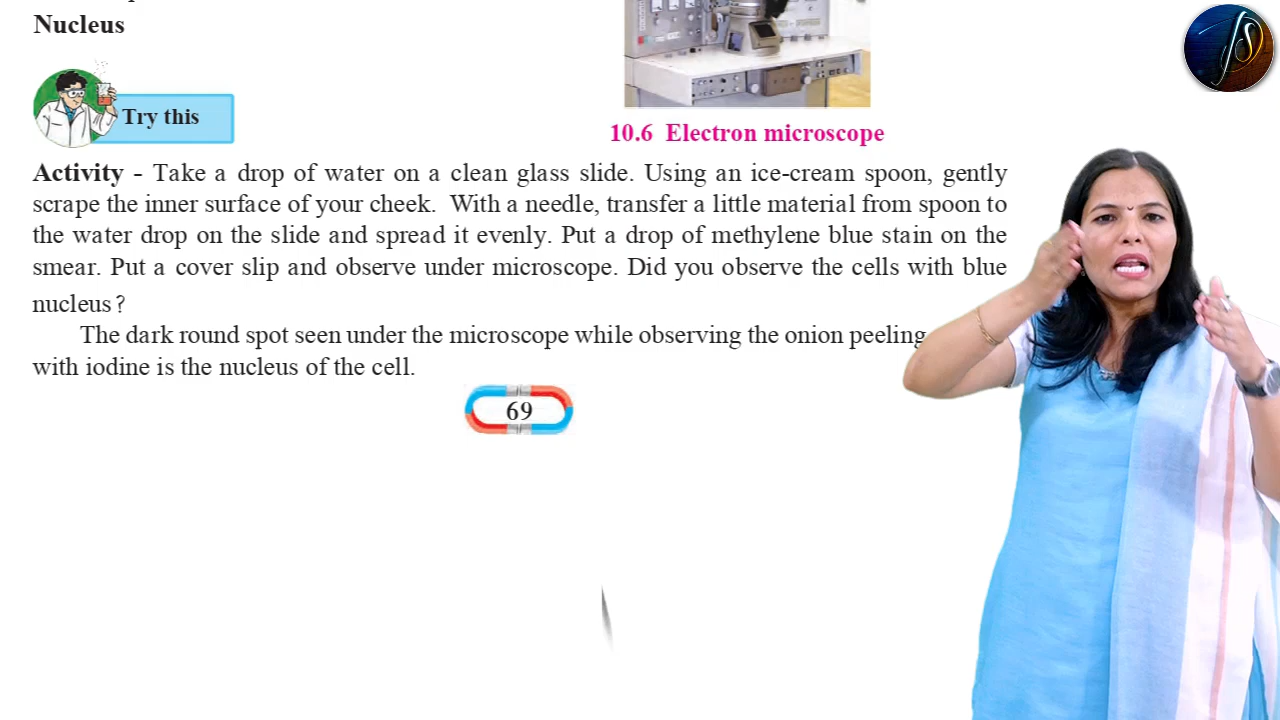 Nucleus
Try this
10.6 Electron microscope
Activity - Take a drop of water on a clean glass slide. Using an ice-cream spoon, gently
scrape the inner surface of your cheek. With a needle, transfer a little material from spoon to
the water drop on the slide and spread it evenly. Put a drop of methylene blue stain on the
smear. Put a cover slip and observe under microscope. Did you observe the cells with blue
nucleus?
The dark round spot seen under the microscope while observing the onion peeling
with iodine is the nucleus of the cell.
69